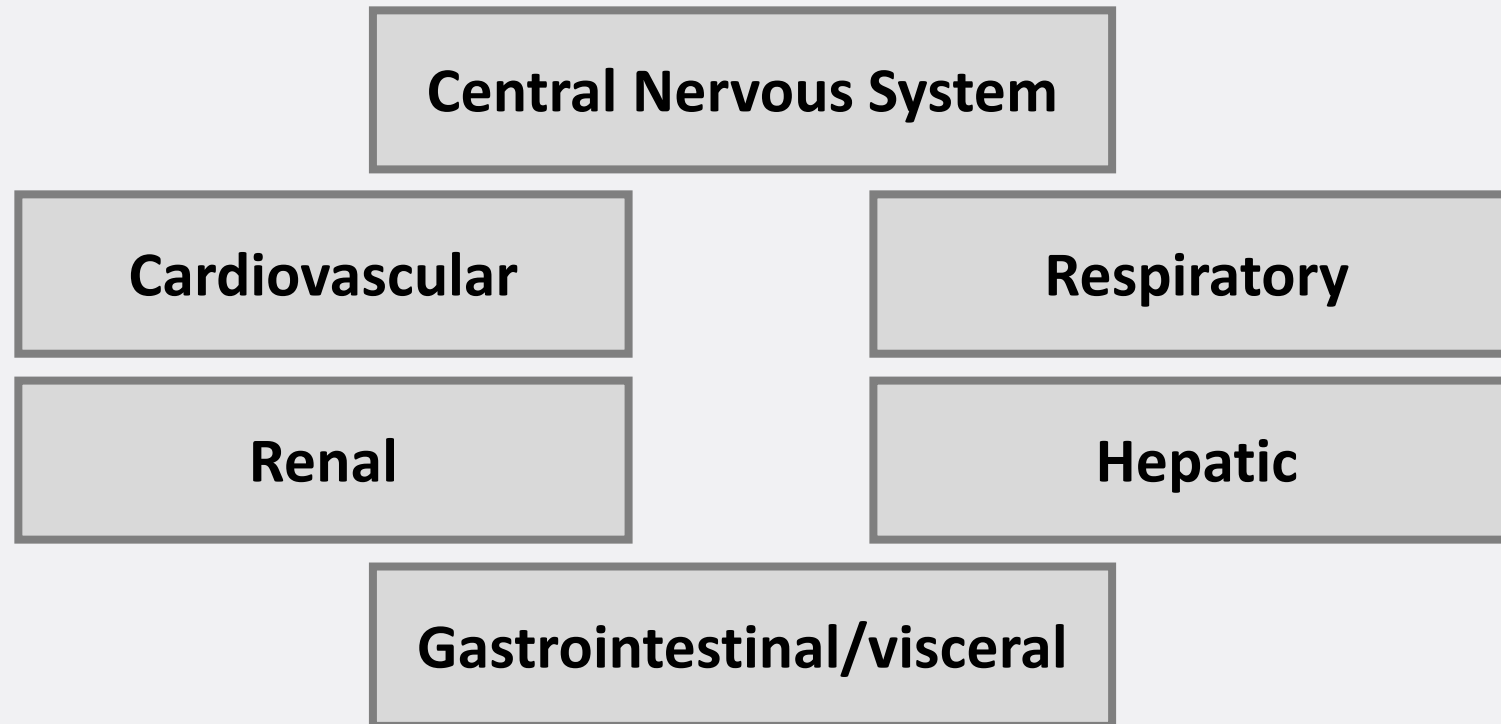 Central Nervous System
Cardiovascular
Respiratory
Renal
Hepatic
Gastrointestinal/visceral